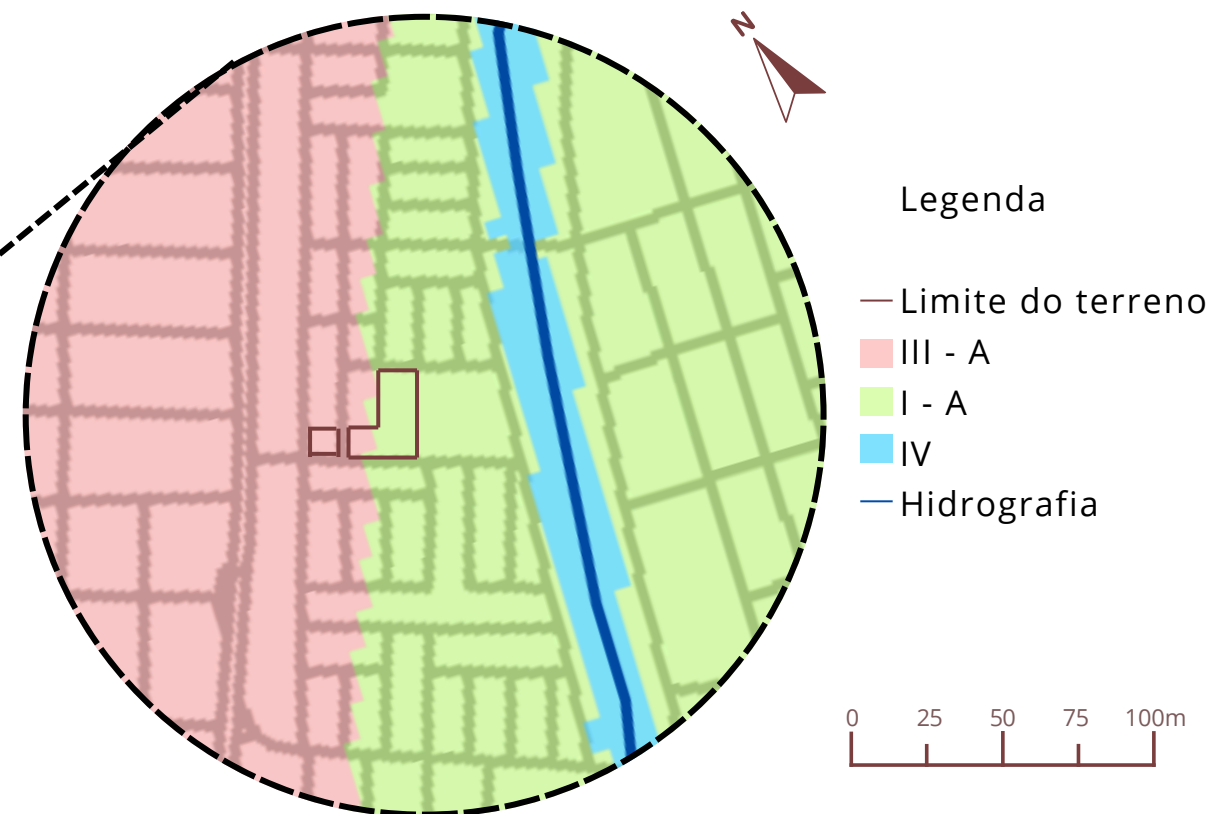 N
Legenda
Limite do terreno
III - A
I - A
IV
Hidrografia
0 25 50 75 100m